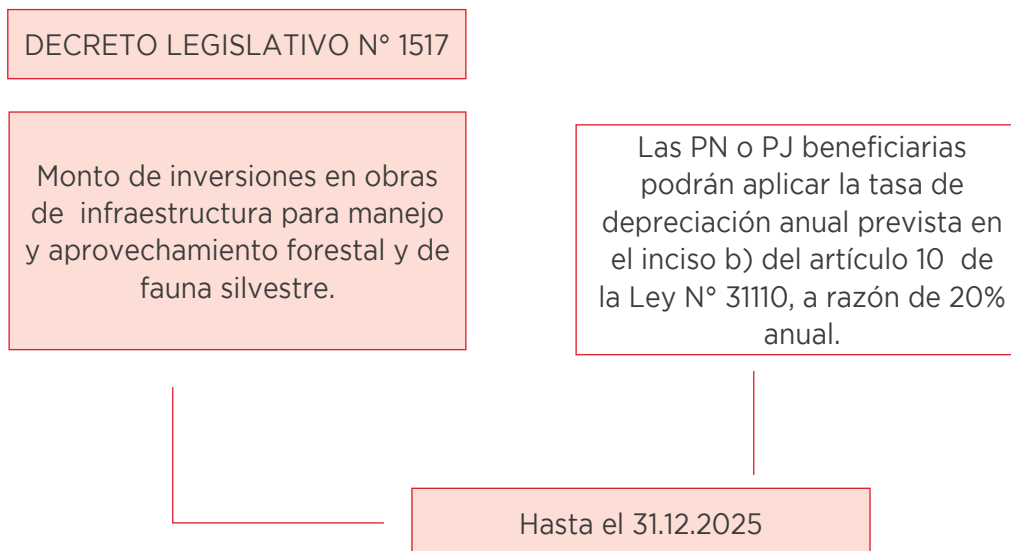 DECRETO LEGISLATIVO N° 1517
Monto de inversiones en obras
de infraestructura para manejo
y aprovechamiento forestal y de
fauna silvestre.
Las PN o PJ beneficiarias
podrán aplicar la tasa de
depreciación anual prevista en
el inciso b) del artículo 10 de
la Ley N° 31110, a razón de 20%
anual.
Hasta el 31.12.2025